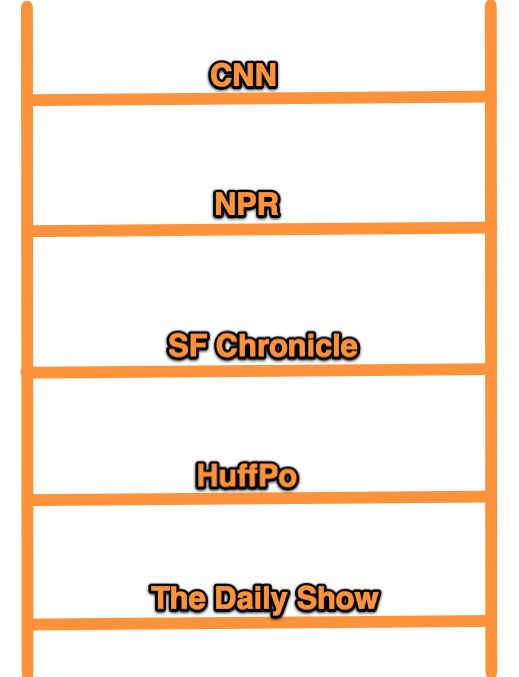 CNN
NPR
SF Chronicle
HuffPo
The Daily Show